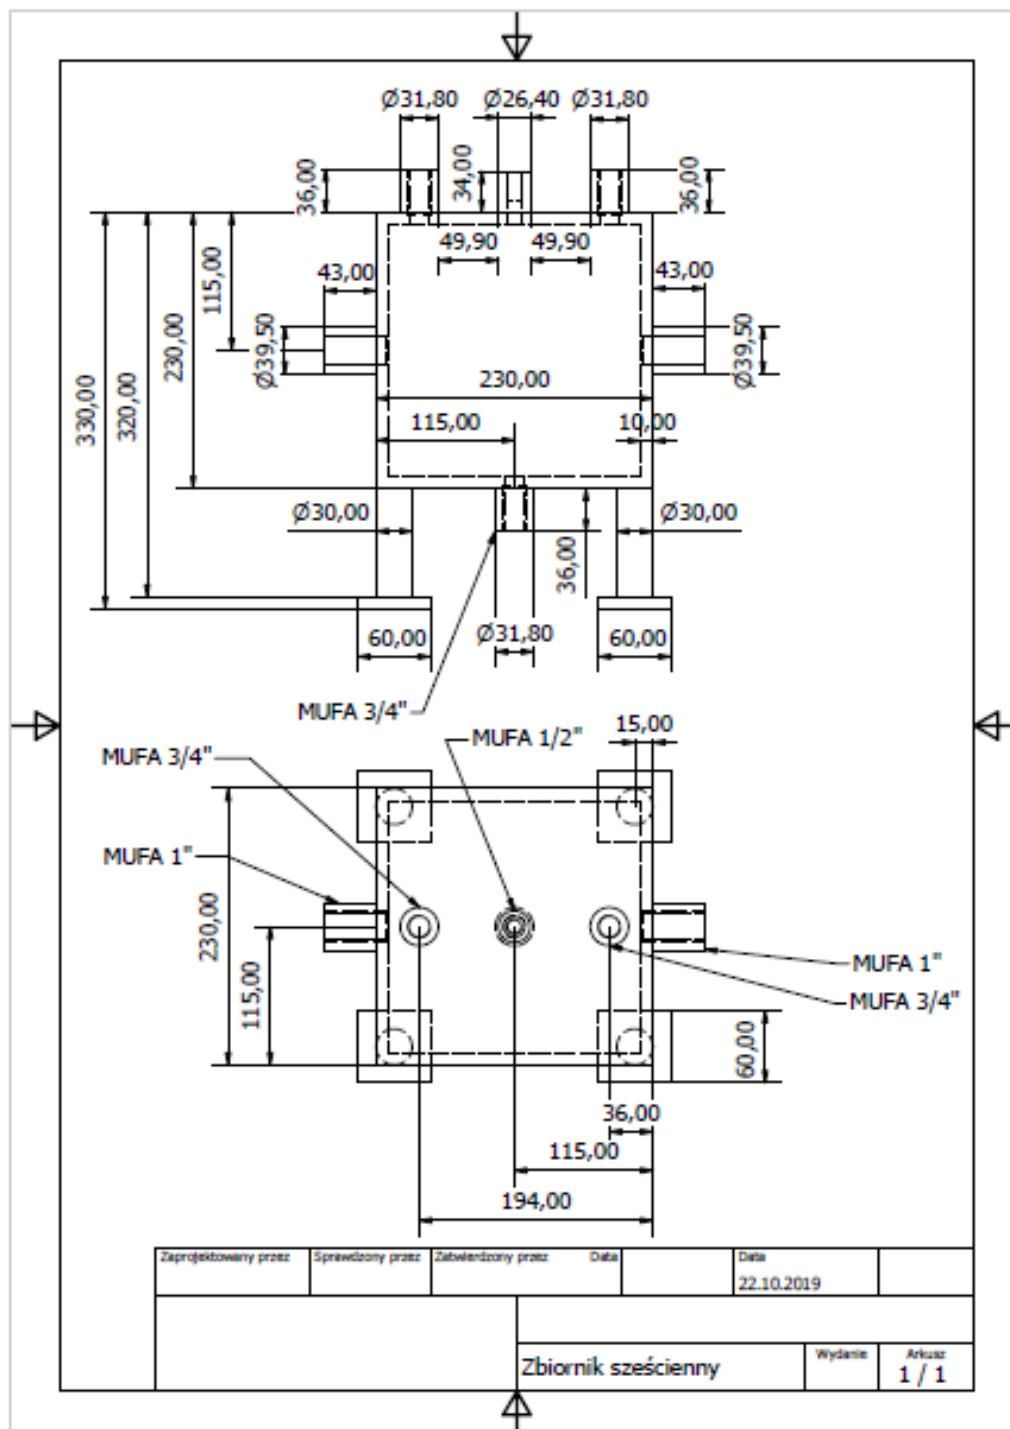 Ø31,80 Ø26,40 Ø31,80
36,00 34,00 36,00
49,90 49,90
43,00 43,00
115,00
Ø39,50 Ø39,50
230,00
320,00
330,00
230,00
115,00 10,00
Ø30,00 Ø30,00
36,00
60,00 Ø31,80 60,00
MUFA 3/4"
15,00
MUFA 1/2"
MUFA 3/4"
MUFA 1"
230,00
115,00
MUFA 1"
MUFA 3/4"
60,00
36,00
115,00
194,00
Zaprojektowany przez Sprawdzony przez Zatwierdzony przez Data Data
22.10.2019
Zbiornik sześcienny Wydanie Arkusz
1 / 1